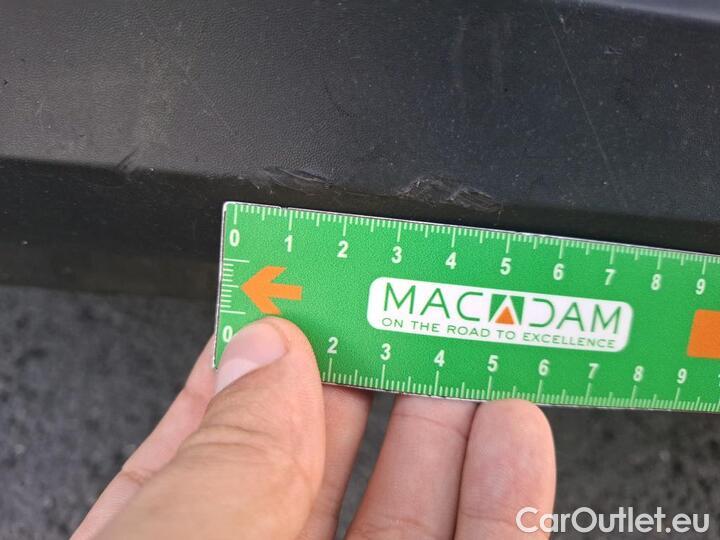 0 1 2 3 4 5 6 7 8 9
MACADAM
ON THE ROAD TO EXCELLENCE
0 2 3 4 5 6 7 8 9
CarOutlet.eu